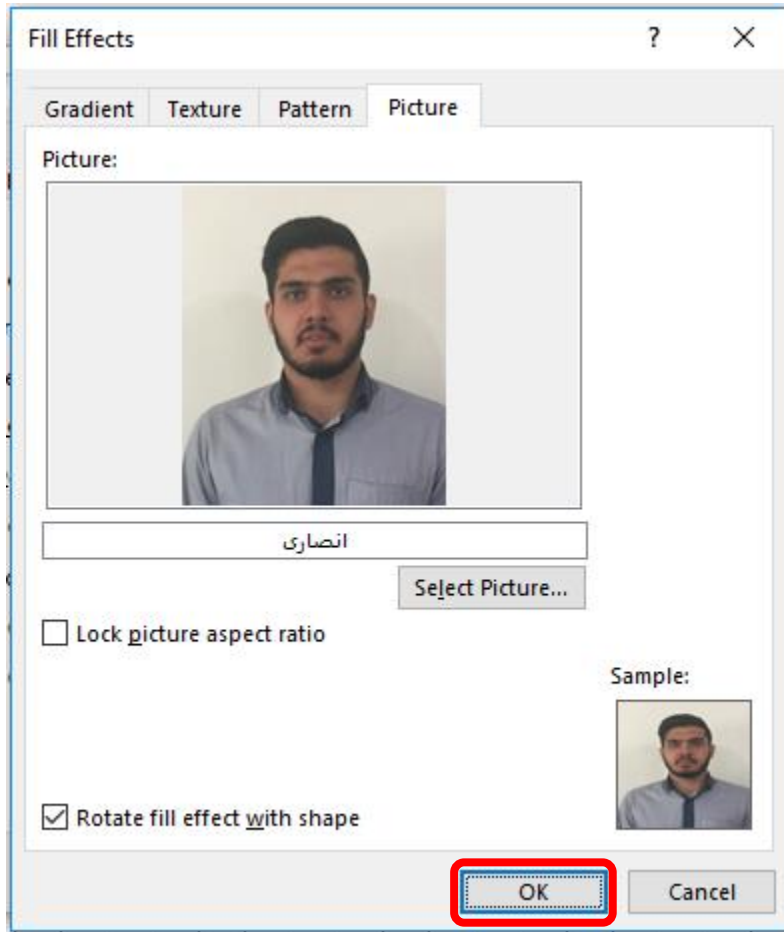 Fill Effects
?
Gradient Texture Pattern Picture
Picture:
انصاری
Select Picture...
Lock picture aspect ratio
Sample:
Rotate fill effect with shape
OK Cancel